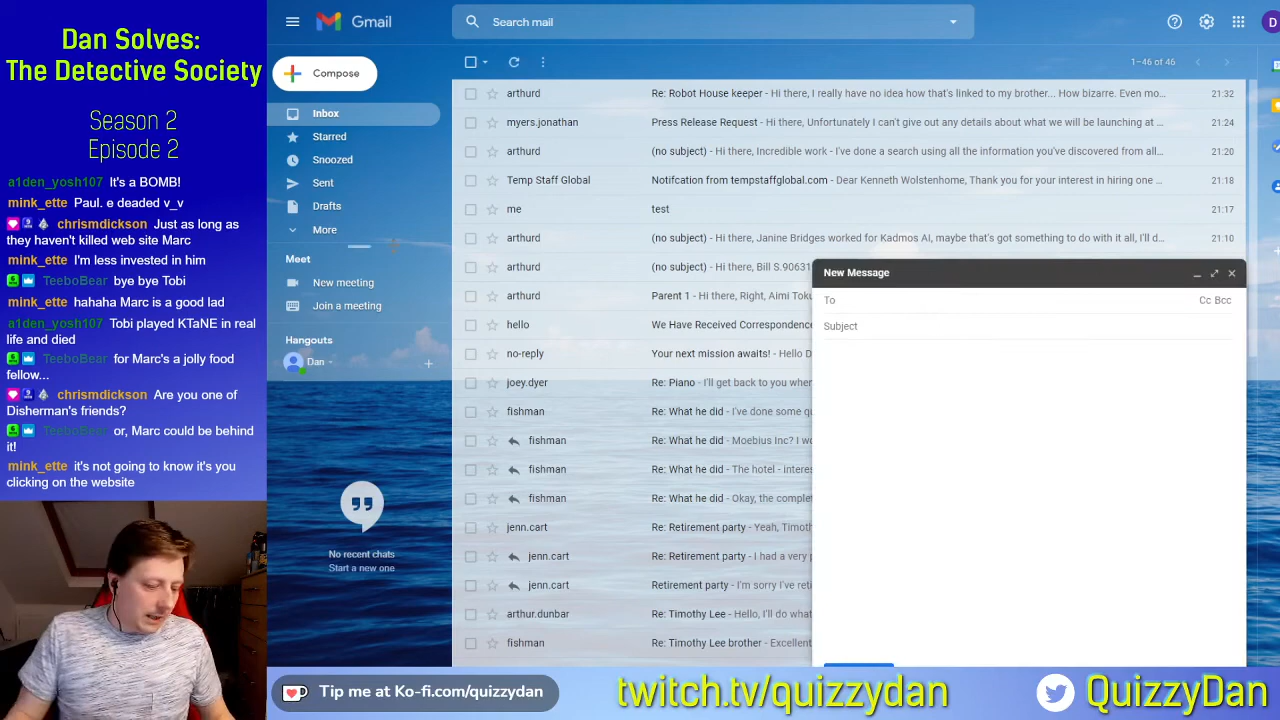 Dan Solves:
The Detective Society
Season 2
Episode 2
a1den_yosh107 It's a BOMB!
mink_ette Paul. e deaded v_v
chrismdickson Just as long as
they haven't killed web site Marc
mink_ette I'm less invested in him
TeeboBear bye bye Tobi
mink_ette hahaha Marc is a good lad
a1den_yosh107 Tobi played KTaNE in real
life and died
TeeboBear for Marc's a jolly food
fellow...
chrismdickson Are you one of
Disherman's friends?
TeeboBear or, Marc could be behind
it!
mink_ette it's not going to know it's you
clicking on the website
Gmail
Search mail
D
Compose
Inbox
Starred
Snoozed
Sent
Drafts
More
Meet
New meeting
Join a meeting
Hangouts
Dan
No recent chats
Start a new one
1–46 of 46
arthurd Re: Robot House keeper - Hi there, I really have no idea how that's linked to my brother... How bizarre. Even mo... 21:32
myers.jonathan Press Release Request - Hi there, Unfortunately I can't give out any details about what we will be launching at ... 21:24
arthurd (no subject) - Hi there, Incredible work - I've done a search using all the information you've discovered from all... 21:20
Temp Staff Global Notifcation from tempstaffglobal.com - Dear Kenneth Wolstenhome, Thank you for your interest in hiring one ... 21:18
me test 21:17
arthurd (no subject) - Hi there, Janine Bridges worked for Kadmos AI, maybe that's got something to do with it all, I'll d... 21:10
arthurd (no subject) - Hi there, Bill S.90631
arthurd Parent 1 - Hi there, Right, Aimi Toku
hello We Have Received Correspondence
no-reply Your next mission awaits! - Hello D
joey.dyer Re: Piano - I'll get back to you wher
fishman Re: What he did - I've done some qu
fishman Re: What he did - Moebius Inc? I wo
fishman Re: What he did - The hotel - interes
fishman Re: What he did - Okay, the complet
jenn.cart Re: Retirement party - Yeah, Timoth
jenn.cart Re: Retirement party - I had a very p
jenn.cart Retirement party - I'm sorry I've reti
arthur.dunbar Re: Timothy Lee - Hello, I'll do what
fishman Re: Timothy Lee brother - Excellent
New Message
To
Cc Bcc
Subject
Tip me at Ko-fi.com/quizzydan
twitch.tv/quizzydan
QuizzyDan